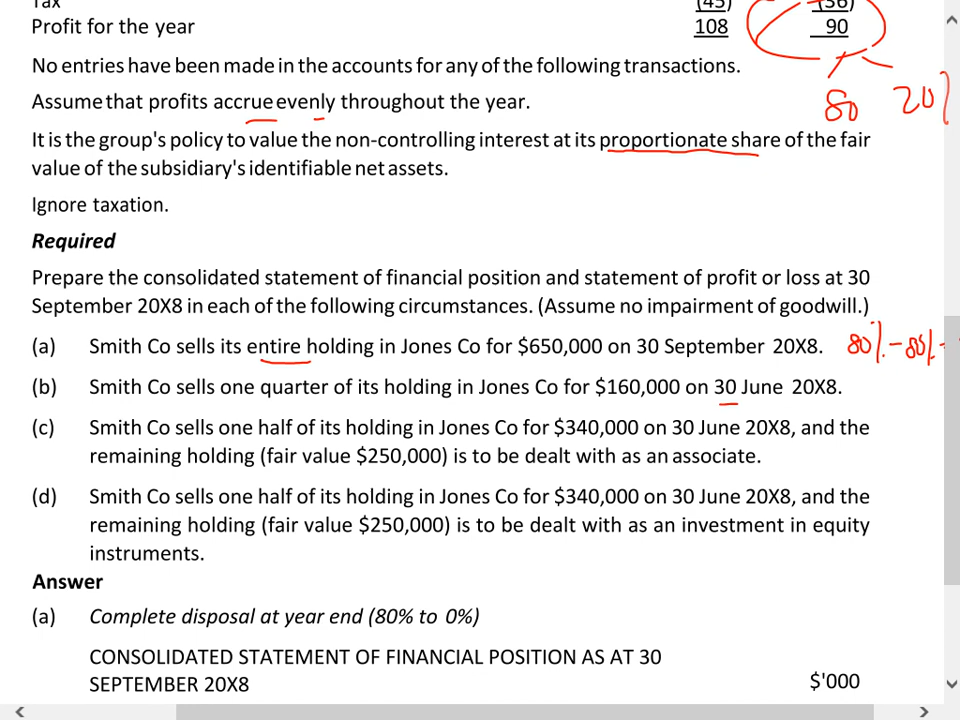 Tax (45) (36)
Profit for the year 108 90
No entries have been made in the accounts for any of the following transactions.
80 20%
Assume that profits accrue evenly throughout the year.
It is the group's policy to value the non-controlling interest at its proportionate share of the fair
value of the subsidiary's identifiable net assets.
Ignore taxation.
Required
Prepare the consolidated statement of financial position and statement of profit or loss at 30
September 20X8 in each of the following circumstances. (Assume no impairment of goodwill.)
(a) Smith Co sells its entire holding in Jones Co for $650,000 on 30 September 20X8. 80% - 80% -
(b) Smith Co sells one quarter of its holding in Jones Co for $160,000 on 30 June 20X8.
(c) Smith Co sells one half of its holding in Jones Co for $340,000 on 30 June 20X8, and the
remaining holding (fair value $250,000) is to be dealt with as an associate.
(d) Smith Co sells one half of its holding in Jones Co for $340,000 on 30 June 20X8, and the
remaining holding (fair value $250,000) is to be dealt with as an investment in equity
instruments.
Answer
(a) Complete disposal at year end (80% to 0%)
CONSOLIDATED STATEMENT OF FINANCIAL POSITION AS AT 30
SEPTEMBER 20X8 $'000